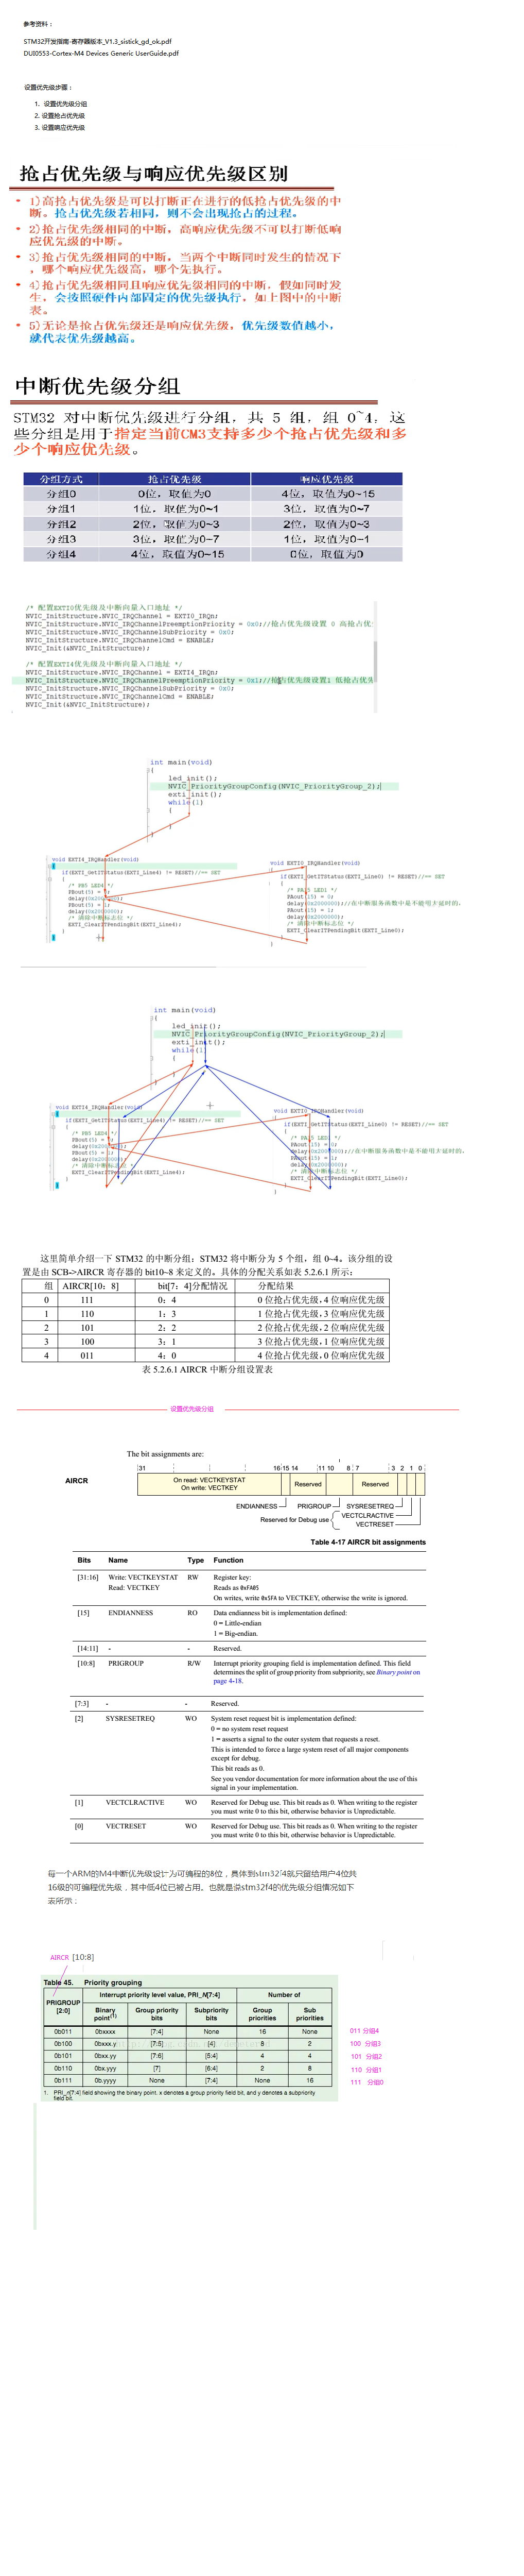 参考资料：
STM32开发指南-寄存器版本_V1.3_sistick_gd_ok.pdf
DUI0553-Cortex-M4 Devices Generic UserGuide.pdf
设置优先级步骤：
1. 设置优先级分组
2. 设置抢占优先级
3. 设置响应优先级
抢占优先级与响应优先级区别
• 1)高抢占优先级是可以打断正在进行的低抢占优先级的中
断。抢占优先级若相同，则不会出现抢占的过程。
• 2)抢占优先级相同的中断，高响应优先级不可以打断低响
应优先级的中断。
• 3)抢占优先级相同的中断，当两个中断同时发生的情况下
，哪个响应优先级高，哪个先执行。
• 4)抢占优先级相同且响应优先级相同的中断，假如同时发
生，会按照硬件内部固定的优先级执行，如上图中的中断
表。
• 5)无论是抢占优先级还是响应优先级，优先级数值越小，
就代表优先级越高。
中断优先级分组
STM32 对中断优先级进行分组，共 5 组，组 0~4，这
些分组是用于指定当前CM3支持多少个抢占优先级和多
少个响应优先级。
分组方式 抢占优先级 响应优先级
分组0 0位，取值为0 4位，取值为0~15
分组1 1位，取值为0~1 3位，取值为0~7
分组2 2位，取值为0~3 2位，取值为0~3
分组3 3位，取值为0~7 1位，取值为0~1
分组4 4位，取值为0~15 0位，取值为0
/* 配置EXTI0优先级及中断向量入口地址 */
NVIC_InitStructure.NVIC_IRQChannel = EXTI0_IRQn;
NVIC_InitStructure.NVIC_IRQChannelPreemptionPriority = 0x0;//抢占优先级设置 0 高抢占优
NVIC_InitStructure.NVIC_IRQChannelSubPriority = 0x0;
NVIC_InitStructure.NVIC_IRQChannelCmd = ENABLE;
NVIC_Init(&NVIC_InitStructure);
/* 配置EXTI4优先级及中断向量入口地址 */
NVIC_InitStructure.NVIC_IRQChannel = EXTI4_IRQn;
NVIC_InitStructure.NVIC_IRQChannelPreemptionPriority = 0x1;//抢占优先级设置1 低抢占优先
NVIC_InitStructure.NVIC_IRQChannelSubPriority = 0x0;
NVIC_InitStructure.NVIC_IRQChannelCmd = ENABLE;
NVIC_Init(&NVIC_InitStructure);
int main(void)
{
led_init();
NVIC_PriorityGroupConfig(NVIC_PriorityGroup_2);
exti_init();
while(1)
{
}
}
void EXTI4_IRQHandler(void)
{
if(EXTI_GetITStatus(EXTI_Line4) != RESET)//== SET
{
/* PB5 LED4 */
PBout(5) = 0;
delay(0x2000000);
PBout(5) = 1;
delay(0x2000000);
/* 清除中断标志位 */
EXTI_ClearITPendingBit(EXTI_Line4);
}
}
void EXTI0_IRQHandler(void)
{
if(EXTI_GetITStatus(EXTI_Line0) != RESET)//== SET
{
/* PA15 LED1 */
PAout(15) = 0;
delay(0x2000000);//在中断服务函数中是不能用大延时的,
PAout(15) = 1;
delay(0x2000000);
/* 清除中断标志位 */
EXTI_ClearITPendingBit(EXTI_Line0);
}
}
int main(void)
{
led_init();
NVIC_PriorityGroupConfig(NVIC_PriorityGroup_2);
exti_init();
while(1)
{
}
}
void EXTI4_IRQHandler(void)
{
if(EXTI_GetITStatus(EXTI_Line4) != RESET)//== SET
{
/* PB5 LED4 */
PBout(5) = 0;
delay(0x2000000);
PBout(5) = 1;
delay(0x2000000);
/* 清除中断标志位 */
EXTI_ClearITPendingBit(EXTI_Line4);
}
}
void EXTI0_IRQHandler(void)
{
if(EXTI_GetITStatus(EXTI_Line0) != RESET)//== SET
{
/* PA15 LED1 */
PAout(15) = 0;
delay(0x2000000);//在中断服务函数中是不能用大延时的,
PAout(15) = 1;
delay(0x2000000);
/* 清除中断标志位 */
EXTI_ClearITPendingBit(EXTI_Line0);
}
}
这里简单介绍一下 STM32 的中断分组：STM32 将中断分为 5 个组，组 0~4。该分组的设
置是由 SCB->AIRCR 寄存器的 bit10~8 来定义的。具体的分配关系如表 5.2.6.1 所示：
组 AIRCR[10：8] bit[7：4]分配情况 分配结果
0 111 0：4 0 位抢占优先级,4 位响应优先级
1 110 1：3 1 位抢占优先级,3 位响应优先级
2 101 2：2 2 位抢占优先级,2 位响应优先级
3 100 3：1 3 位抢占优先级,1 位响应优先级
4 011 4：0 4 位抢占优先级,0 位响应优先级
表 5.2.6.1 AIRCR 中断分组设置表
设置优先级分组
The bit assignments are:
31 16 15 14 11 10 8 7 3 2 1 0
AIRCR
On read: VECTKEYSTAT
On write: VECTKEY
Reserved Reserved
ENDIANNESS PRIGROUP SYSRESETREQ
Reserved for Debug use { VECTCLRACTIVE
VECTRESET
Table 4-17 AIRCR bit assignments
Bits Name Type Function
[31:16] Write: VECTKEYSTAT RW Register key:
Read: VECTKEY Reads as 0xFA05
On writes, write 0x5FA to VECTKEY, otherwise the write is ignored.
[15] ENDIANNESS RO Data endianness bit is implementation defined:
0 = Little-endian
1 = Big-endian.
[14:11] - - Reserved.
[10:8] PRIGROUP R/W Interrupt priority grouping field is implementation defined. This field
determines the split of group priority from subpriority, see Binary point on
page 4-18.
[7:3] - - Reserved.
[2] SYSRESETREQ WO System reset request bit is implementation defined:
0 = no system reset request
1 = asserts a signal to the outer system that requests a reset.
This is intended to force a large system reset of all major components
except for debug.
This bit reads as 0.
See you vendor documentation for more information about the use of this
signal in your implementation.
[1] VECTCLRACTIVE WO Reserved for Debug use. This bit reads as 0. When writing to the register
you must write 0 to this bit, otherwise behavior is Unpredictable.
[0] VECTRESET WO Reserved for Debug use. This bit reads as 0. When writing to the register
you must write 0 to this bit, otherwise behavior is Unpredictable.
每一个ARM的M4中断优先级设计为可编程的8位，具体到stm32f4就只留给用户4位共
16级的可编程优先级，其中低4位已被占用。也就是说stm32f4的优先级分组情况如下
表所示：
AIRCR [10:8]
Table 45. Priority grouping
PRIGROUP [2:0] Interrupt priority level value, PRI_N[7:4] Number of
Binary point(1) Group priority bits Subpriority bits Group priorities Sub priorities
0b011 0bxxxx [7:4] None 16 None
0b100 0bxxx.y [7:5] [4] 8 2
0b101 0bxx.yy [7:6] [5:4] 4 4
0b110 0bx.yyy [7] [6:4] 2 8
0b111 0b.yyyy None [7:4] None 16
1. PRI_n[7:4] field showing the binary point. x denotes a group priority field bit, and y denotes a subpriority
field bit.
011 分组4
100 分组3
101 分组2
110 分组1
111 分组0